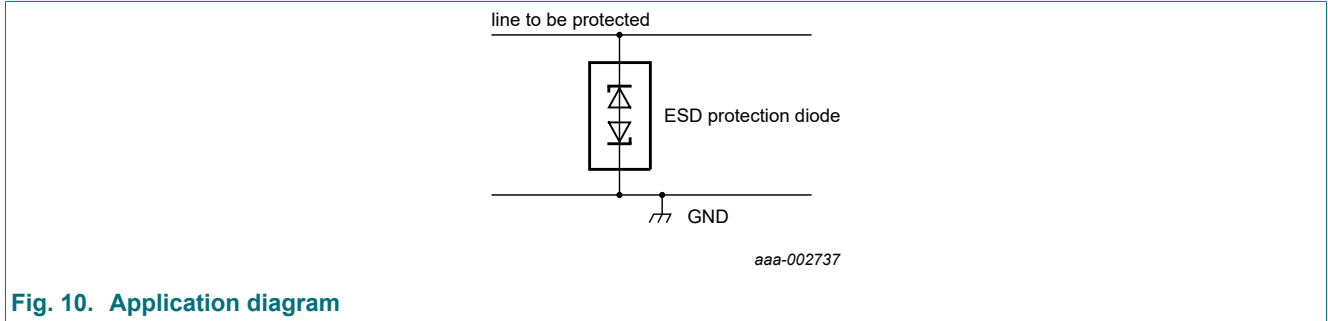 line to be protected
ESD protection diode
GND
aaa-002737
Fig. 10. Application diagram